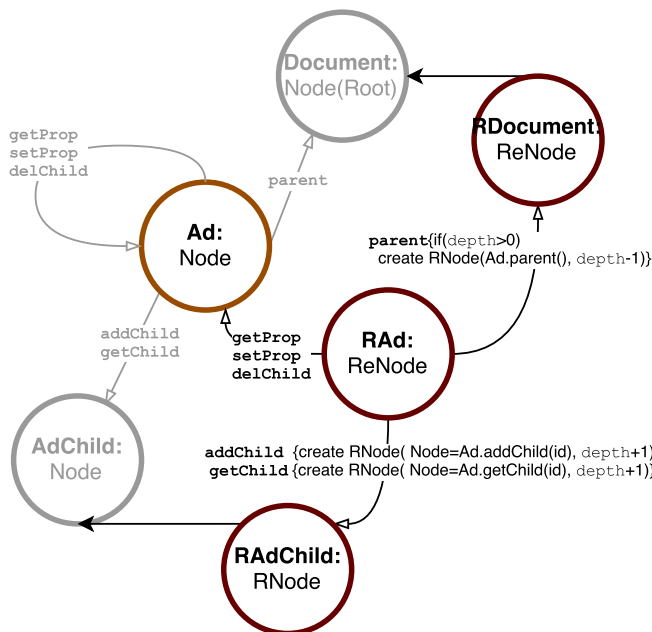 Document:
Node(Root)
RDocument:
ReNode
getProp
setProp
delChild
parent
Ad:
Node
parent{if(depth>0)
create RNode(Ad.parent(), depth-1)}
addChild
getChild
getProp
setProp
delChild
RAd:
ReNode
AdChild:
Node
addChild {create RNode( Node=Ad.addChild(id), depth+1)
getChild{create RNode( Node=Ad.getChild(id), depth+1)}
RAdChild:
RNode